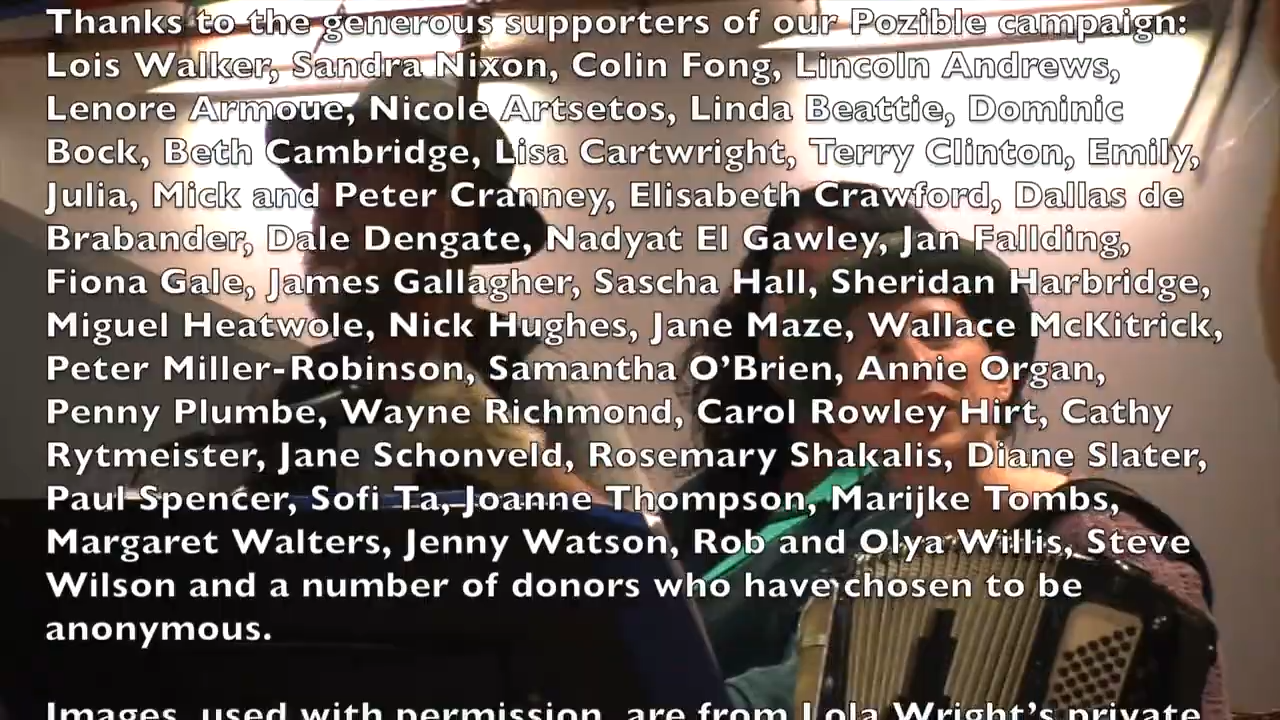 Thanks to the generous supporters of our Pozible campaign:
Lois Walker, Sandra Nixon, Colin Fong, Lincoln Andrews,
Lenore Armoue, Nicole Artsetos, Linda Beattie, Dominic
Bock, Beth Cambridge, Lisa Cartwright, Terry Clinton, Emily,
Julia, Mick and Peter Cranney, Elisabeth Crawford, Dallas de
Brabander, Dale Dengate, Nadyat El Gawley, Jan Fallding,
Fiona Gale, James Gallagher, Sascha Hall, Sheridan Harbridge,
Miguel Heatwole, Nick Hughes, Jane Maze, Wallace McKitrick,
Peter Miller-Robinson, Samantha O’Brien, Annie Organ,
Penny Plumbe, Wayne Richmond, Carol Rowley Hirt, Cathy
Rytmeister, Jane Schonveld, Rosemary Shakalis, Diane Slater,
Paul Spencer, Sofi Ta, Joanne Thompson, Marijke Tombs,
Margaret Walters, Jenny Watson, Rob and Olya Willis, Steve
Wilson and a number of donors who have chosen to be
anonymous.
Images, used with permission, are from Lola Wright’s private